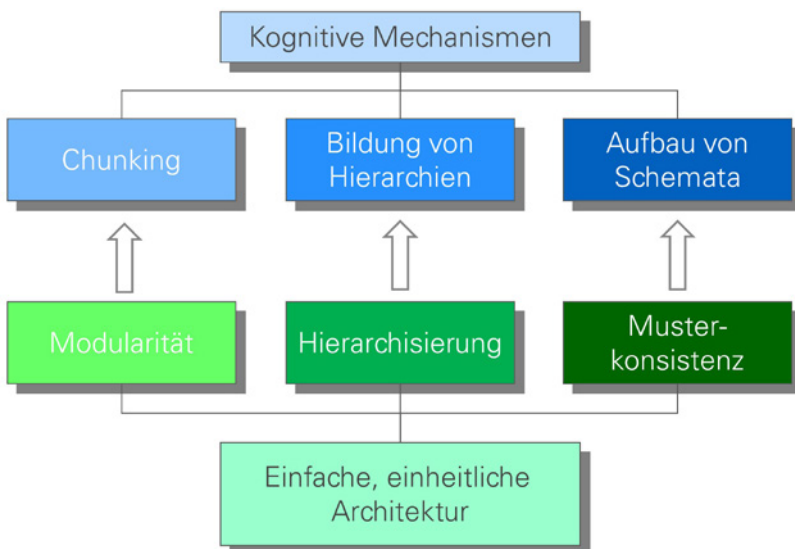 Kognitive Mechanismen
Chunking
Bildung von
Hierarchien
Aufbau von
Schemata
Modularität
Hierarchisierung
Muster-
konsistenz
Einfache, einheitliche
Architektur